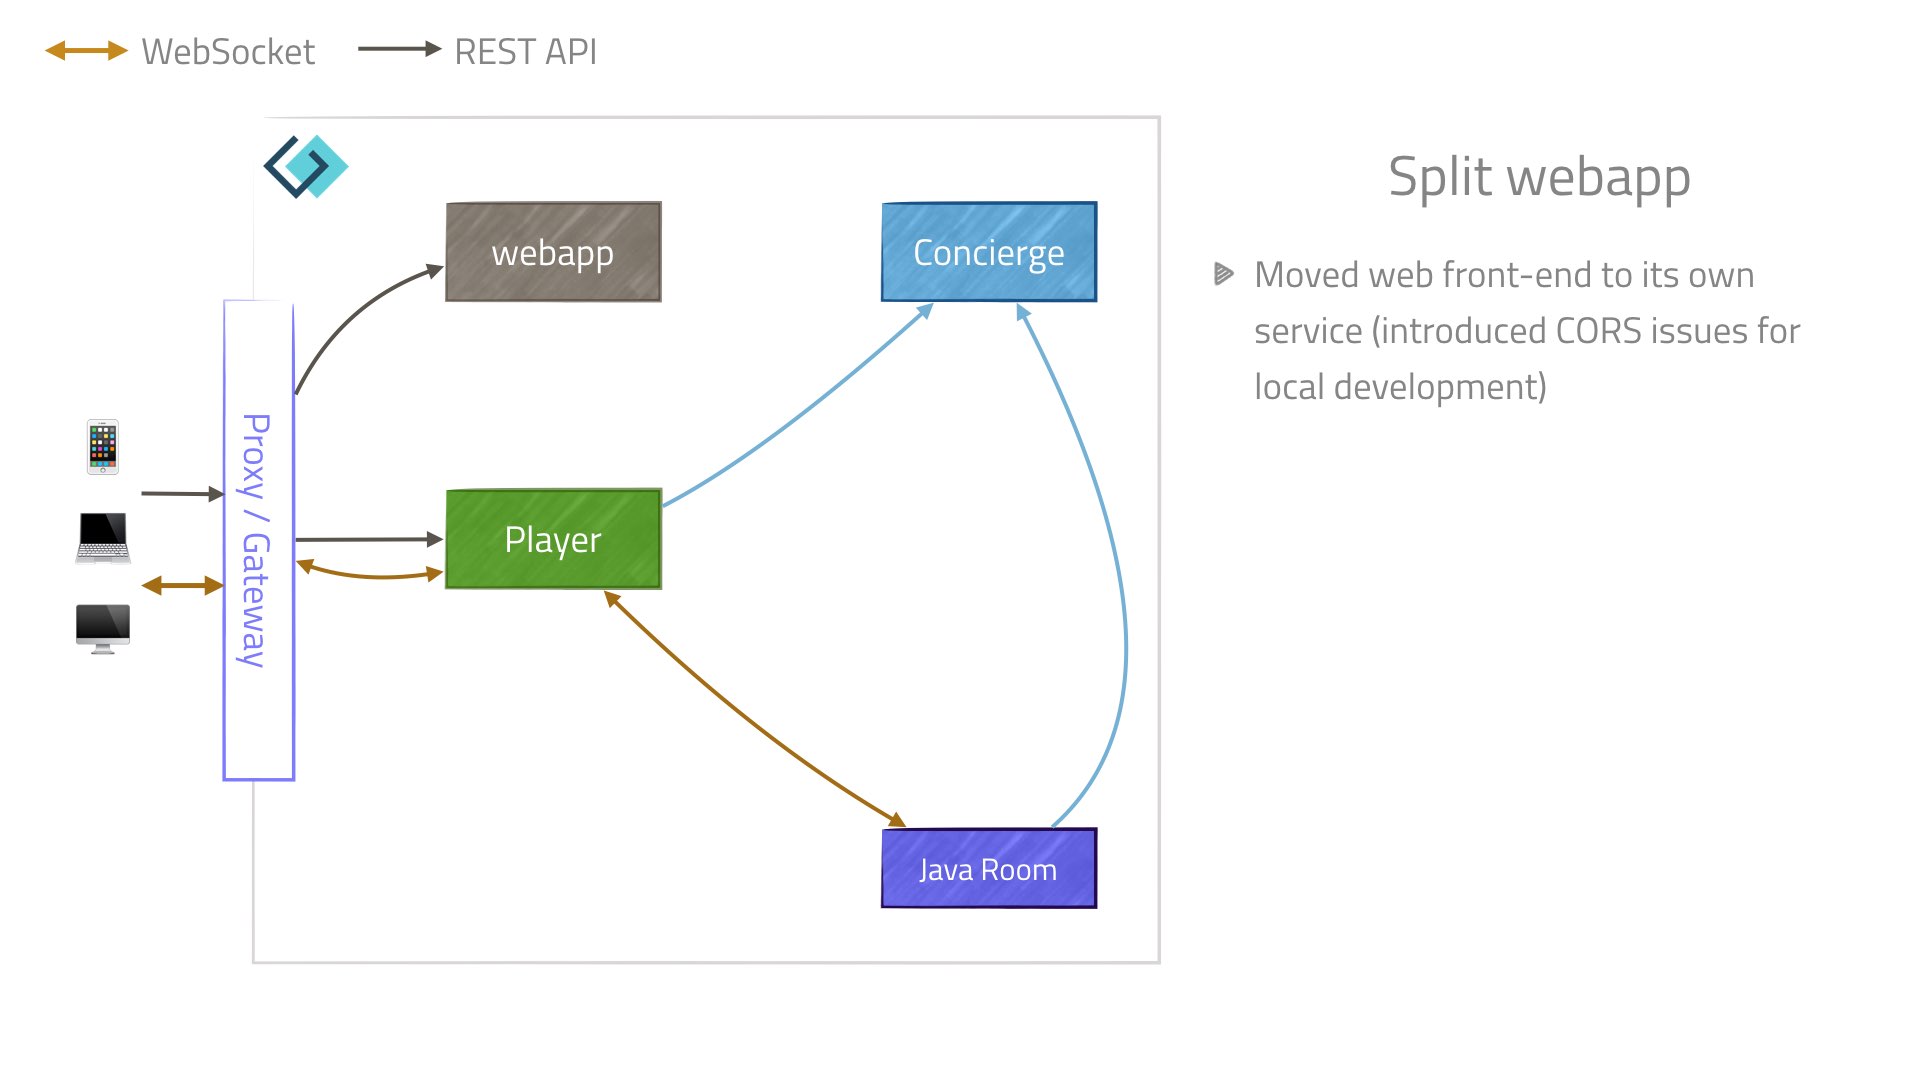 WebSocket
REST API
Split webapp
webapp
Concierge
Moved web front-end to its own
service (introduced CORS issues for
local development)
Proxy / Gateway
Player
Java Room